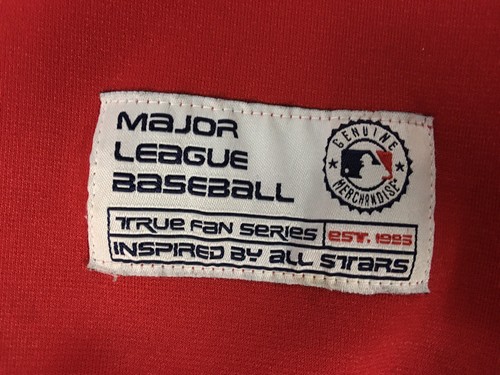 MAJOR
LEAGUE
BASEBALL
GENUINE
MERCHANDISE
TRUE FAN SERIES
EST. 1995
INSPIRED BY ALL STARS